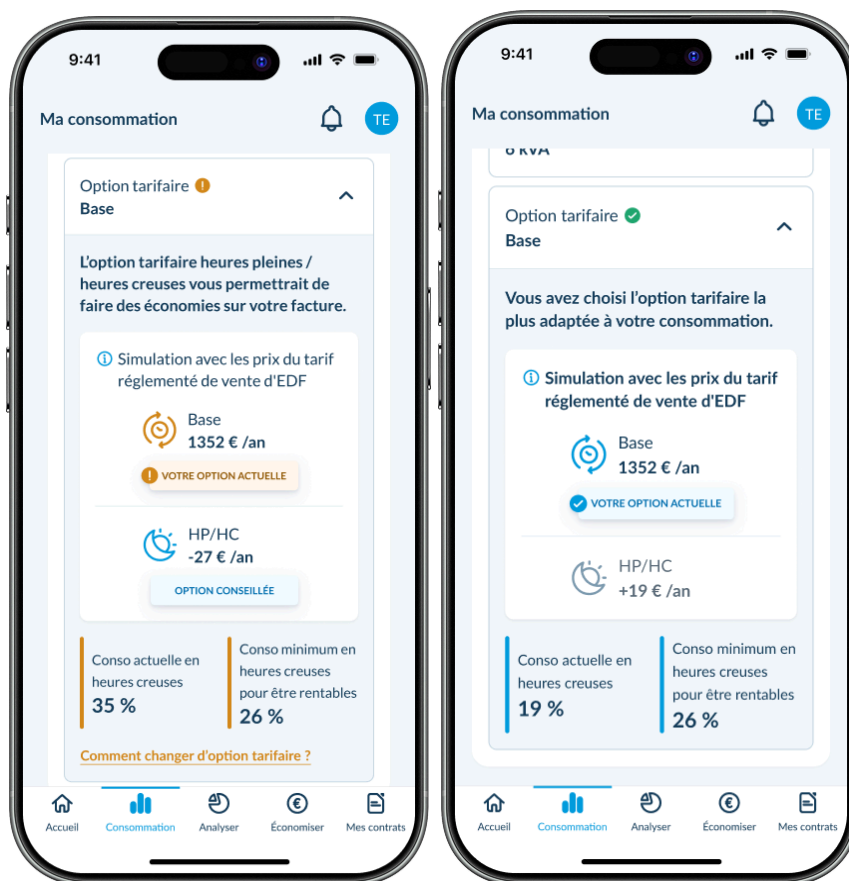 9:41
Ma consommation
TE
Option tarifaire
Base
L'option tarifaire heures pleines /
heures creuses vous permettrait de
faire des économies sur votre facture.
Simulation avec les prix du tarif
réglementé de vente d'EDF
Base
1352 € /an
VOTRE OPTION ACTUELLE
HP/HC
-27 € /an
OPTION CONSEILLÉE
Conso actuelle en
heures creuses
35 %
Conso minimum en
heures creuses
pour être rentables
26 %
Comment changer d'option tarifaire ?
Accueil
Consommation
Analyser
Économiser
Mes contrats
9:41
Ma consommation
TE
6 kVA
Option tarifaire
Base
Vous avez choisi l'option tarifaire la
plus adaptée à votre consommation.
Simulation avec les prix du tarif
réglementé de vente d'EDF
Base
1352 € /an
VOTRE OPTION ACTUELLE
HP/HC
+19 € /an
Conso actuelle en
heures creuses
19 %
Conso minimum en
heures creuses
pour être rentables
26 %
Accueil
Consommation
Analyser
Économiser
Mes contrats